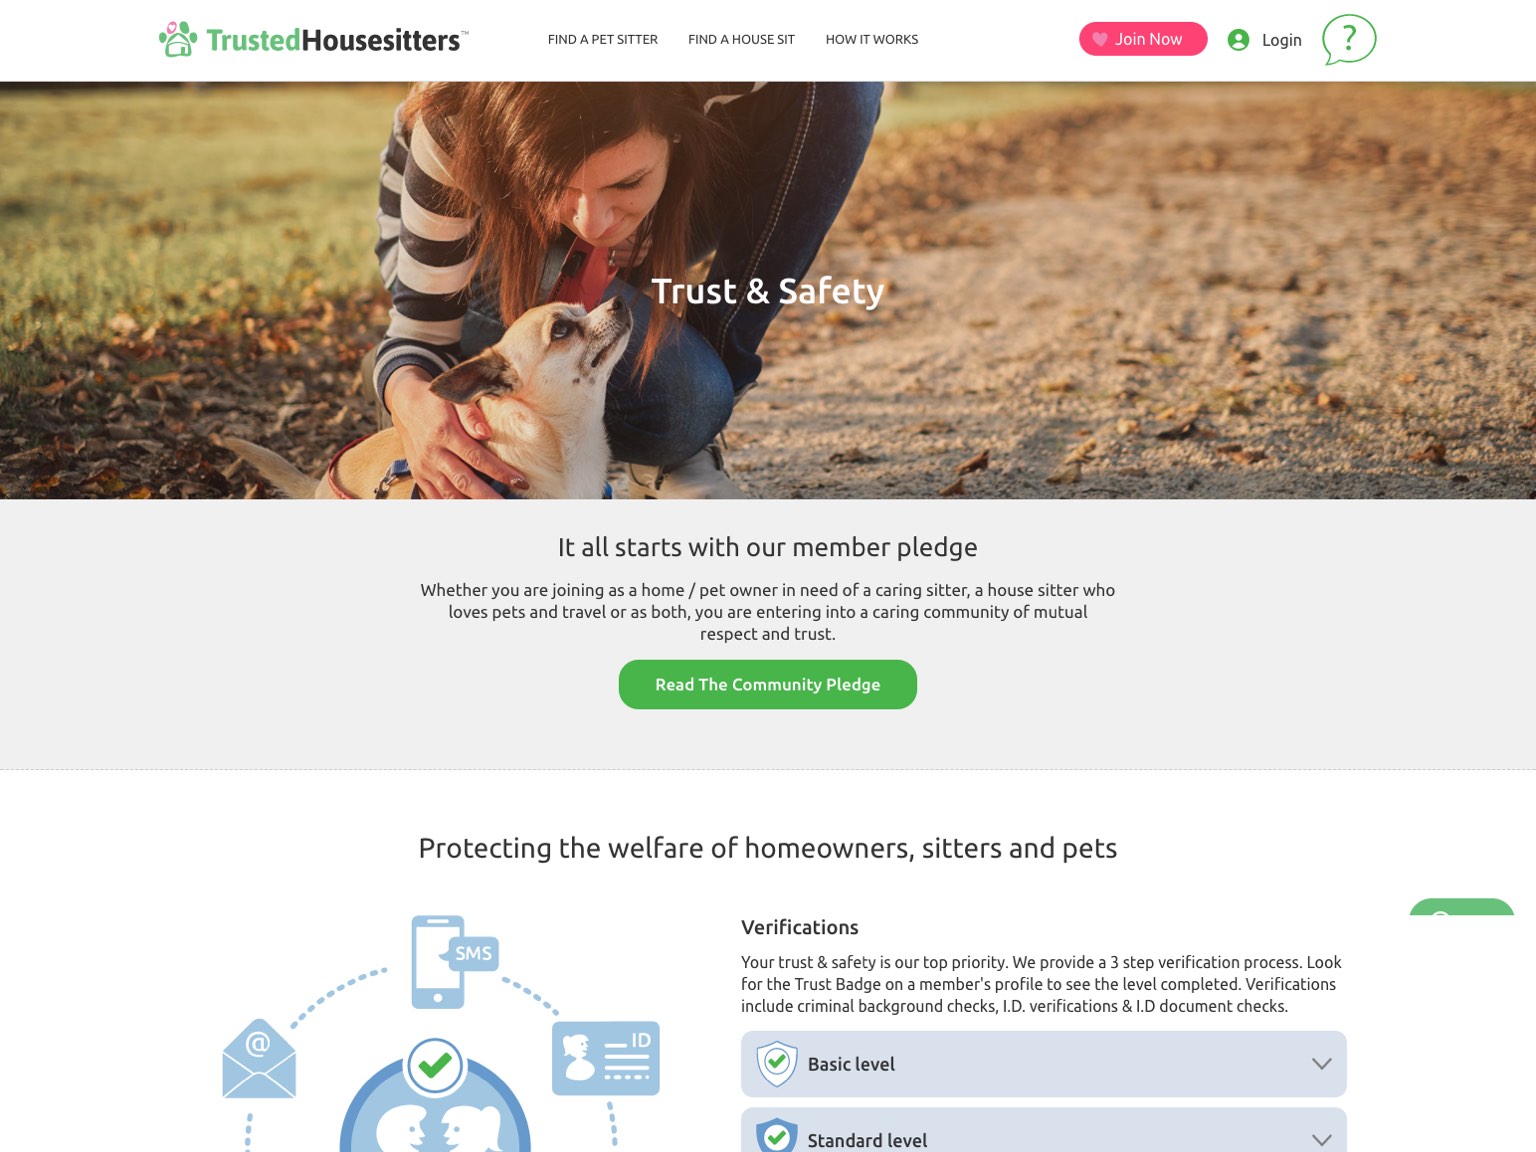 TrustedHousesitters™
FIND A PET SITTER
FIND A HOUSE SIT
HOW IT WORKS
Join Now
Login
?
Trust & Safety
It all starts with our member pledge
Whether you are joining as a home / pet owner in need of a caring sitter, a house sitter who
loves pets and travel or as both, you are entering into a caring community of mutual
respect and trust.
Read The Community Pledge
Protecting the welfare of homeowners, sitters and pets
SMS
@
ID
Verifications
Your trust & safety is our top priority. We provide a 3 step verification process. Look
for the Trust Badge on a member's profile to see the level completed. Verifications
include criminal background checks, I.D. verifications & I.D document checks.
Basic level
Standard level